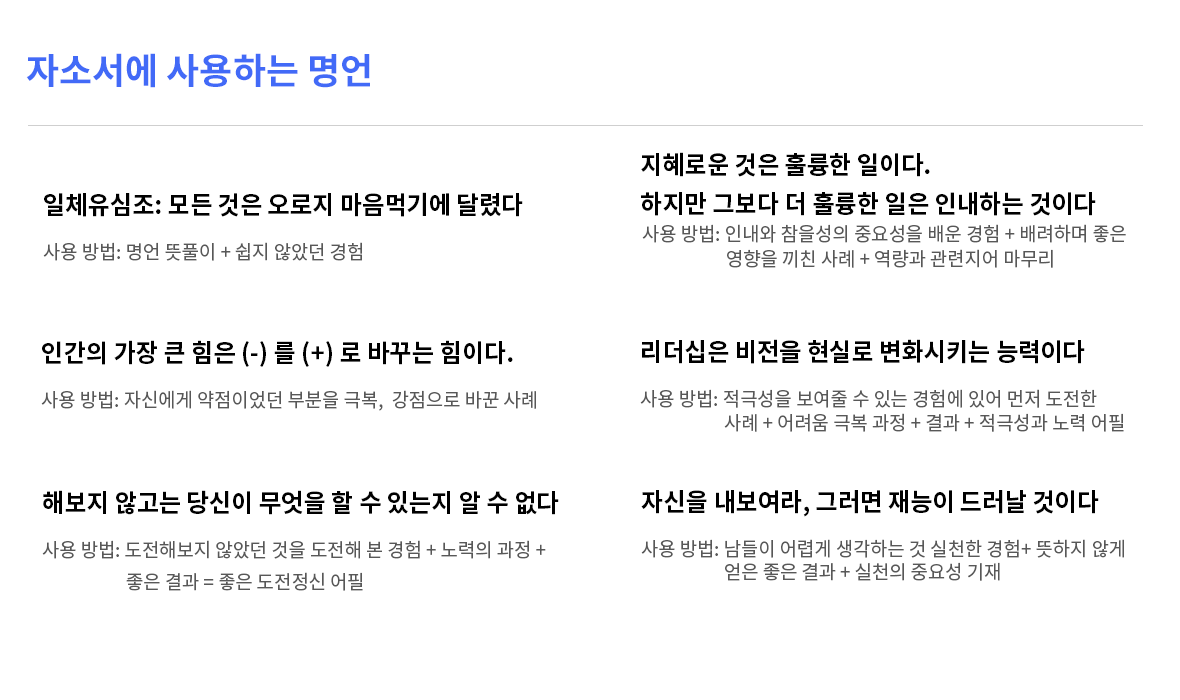 자소서에 사용하는 명언
일체유심조: 모든 것은 오로지 마음먹기에 달렸다
사용 방법: 명언 뜻풀이 + 쉽지 않았던 경험
지혜로운 것은 훌륭한 일이다.
하지만 그보다 더 훌륭한 일은 인내하는 것이다
사용 방법: 인내와 참을성의 중요성을 배운 경험 + 배려하며 좋은
영향을 끼친 사례 + 역량과 관련지어 마무리
인간의 가장 큰 힘은 (-) 를 (+) 로 바꾸는 힘이다.
사용 방법: 자신에게 약점이었던 부분을 극복, 강점으로 바꾼 사례
리더십은 비전을 현실로 변화시키는 능력이다
사용 방법: 적극성을 보여줄 수 있는 경험에 있어 먼저 도전한
사례 + 어려움 극복 과정 + 결과 + 적극성과 노력 어필
해보지 않고는 당신이 무엇을 할 수 있는지 알 수 없다
사용 방법: 도전해보지 않았던 것을 도전해 본 경험 + 노력의 과정 +
좋은 결과 = 좋은 도전정신 어필
자신을 내보여라, 그러면 재능이 드러날 것이다
사용 방법: 남들이 어렵게 생각하는 것 실천한 경험+ 뜻하지 않게
얻은 좋은 결과 + 실천의 중요성 기재